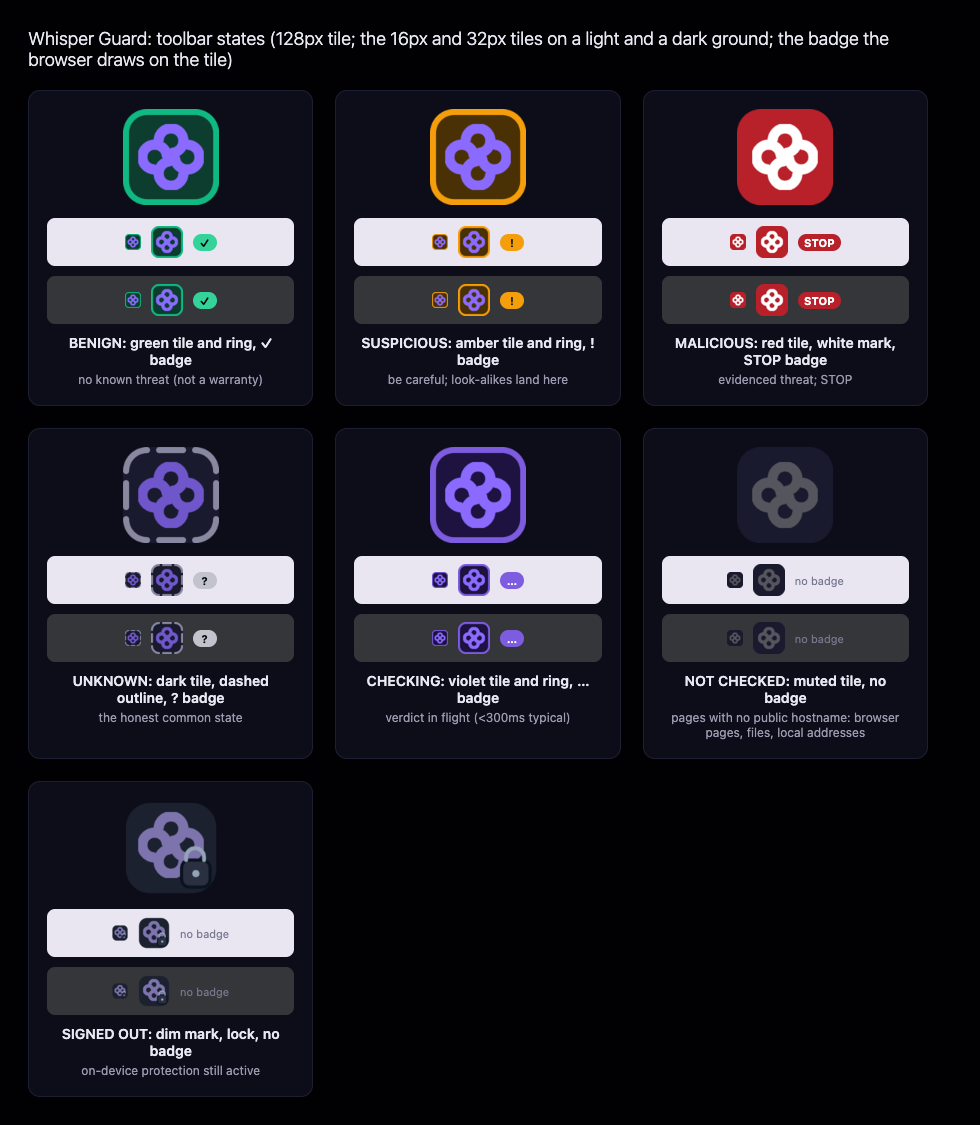 Whisper Guard: toolbar states (128px tile; the 16px and 32px tiles on a light and a dark ground; the badge the
browser draws on the tile)
✓
✓
BENIGN: green tile and ring, ✓
badge
no known threat (not a warranty)
!
!
SUSPICIOUS: amber tile and ring, !
badge
be careful; look-alikes land here
STOP
STOP
MALICIOUS: red tile, white mark,
STOP badge
evidenced threat; STOP
?
?
UNKNOWN: dark tile, dashed
outline, ? badge
the honest common state
...
...
CHECKING: violet tile and ring, ...
badge
verdict in flight (<300ms typical)
no badge
no badge
NOT CHECKED: muted tile, no
badge
pages with no public hostname: browser
pages, files, local addresses
no badge
no badge
SIGNED OUT: dim mark, lock, no
badge
on-device protection still active